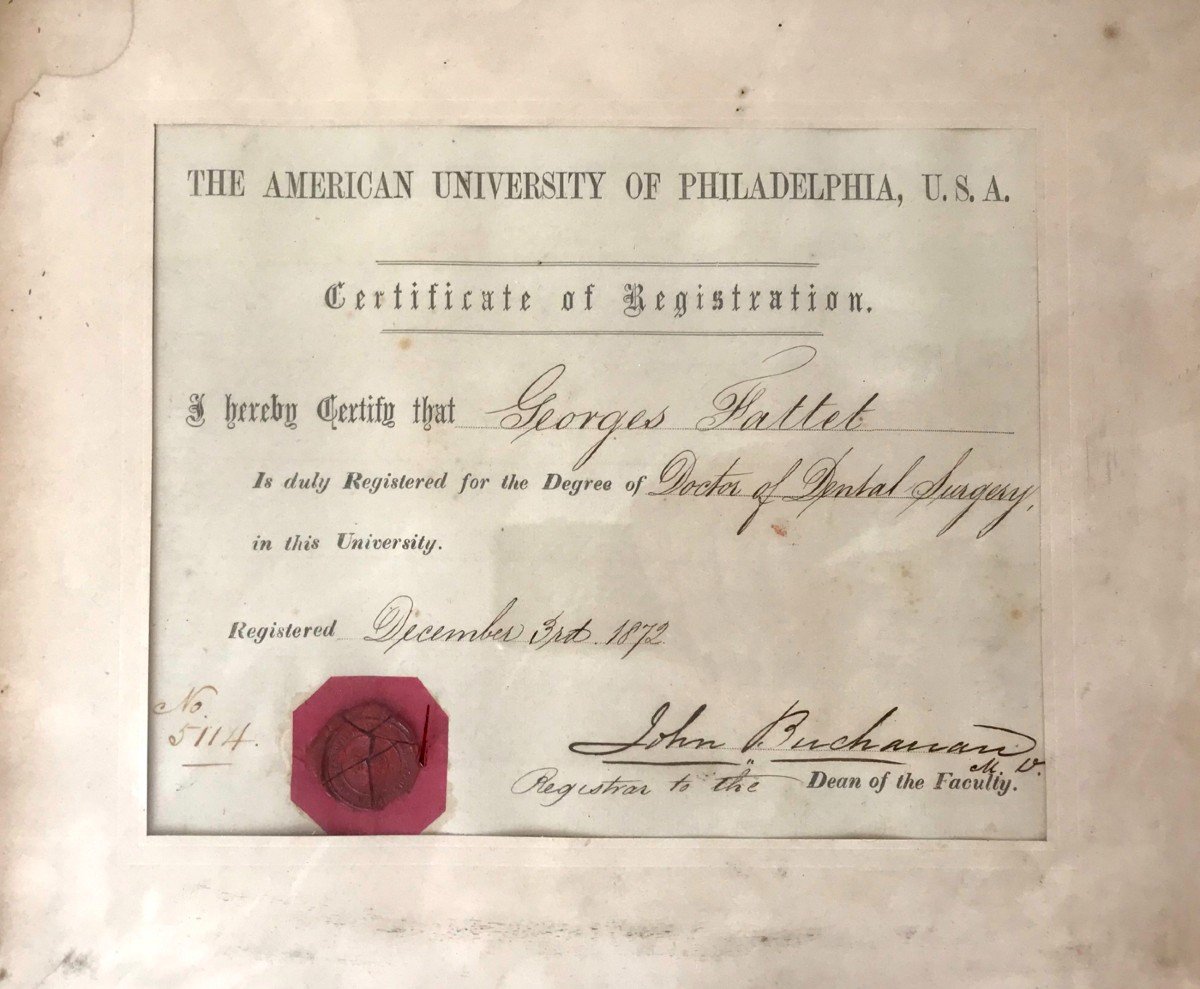 THE AMERICAN UNIVERSITY OF PHILADELPHIA, U.S.A.
Certificate of Registration.
I hereby Certify that Georges Fattet
Is duly Registered for the Degree of Doctor of Dental Surgery,
in this University.
Registered December 3rd 1872
No
5114.
John Buchanan
M. D.
Registrar to the " Dean of the Faculty.